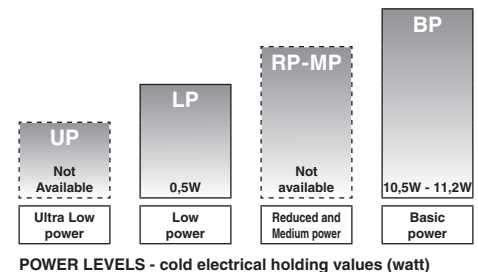 BP
RP-MP
LP
UP
Not
Available
0,5W
Not
available
10,5W - 11,2W
Ultra Low
power
Low
power
Reduced and
Medium power
Basic
power
POWER LEVELS - cold electrical holding values (watt)